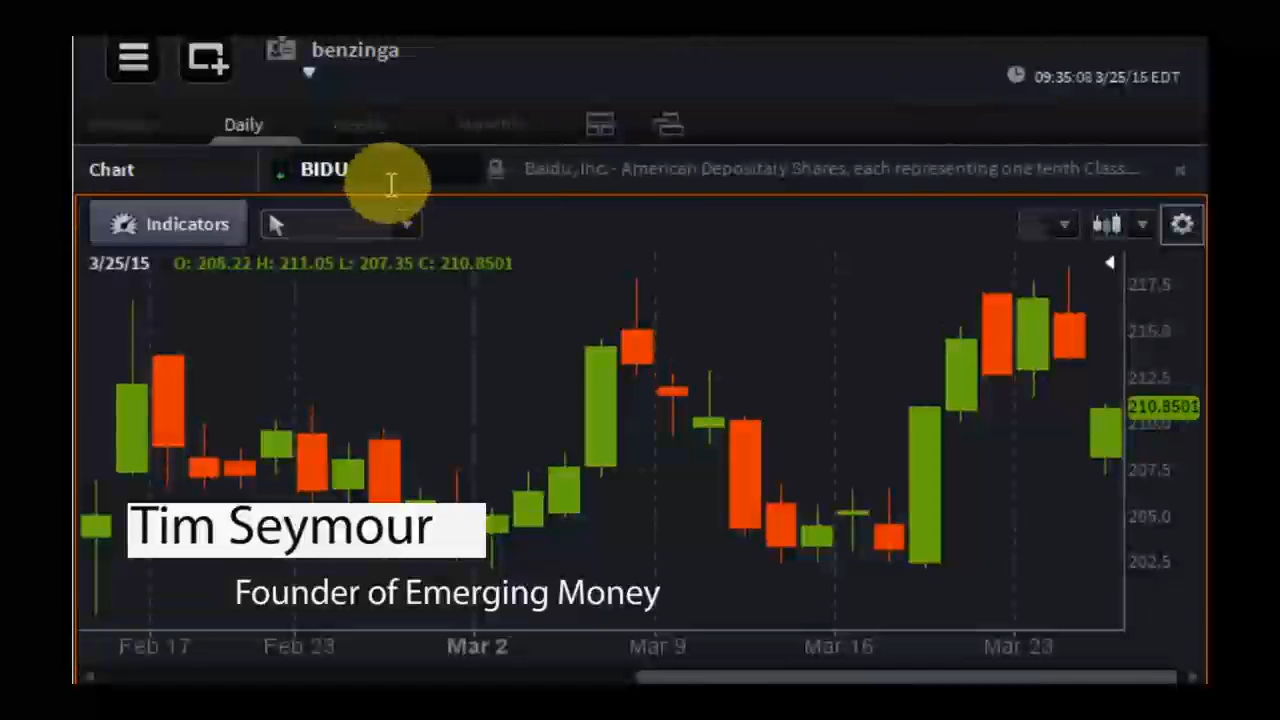 benzinga
09:35:08 3/25/15 EDT
Daily
Chart
BIDU
Baidu, Inc. - American Depositary Shares, each representing one tenth Class...
Indicators
3/25/15 O: 208.22 H: 211.05 L: 207.35 C: 210.8501
217.5
215.0
212.5
210.8501
210.0
207.5
205.0
202.5
Tim Seymour
Founder of Emerging Money
Feb 17 Feb 23 Mar 2 Mar 9 Mar 16 Mar 23